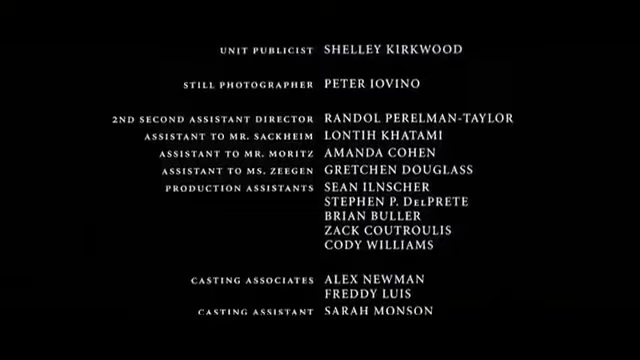 UNIT PUBLICIST SHELLEY KIRKWOOD
STILL PHOTOGRAPHER PETER IOVINO
2ND SECOND ASSISTANT DIRECTOR RANDOL PERELMAN-TAYLOR
ASSISTANT TO MR. SACKHEIM LONTIH KHATAMI
ASSISTANT TO MR. MORITZ AMANDA COHEN
ASSISTANT TO MS. ZEEGEN GRETCHEN DOUGLASS
PRODUCTION ASSISTANTS SEAN ILNSCHER
STEPHEN P. DELPRETE
BRIAN BULLER
ZACK COUTROULIS
CODY WILLIAMS
CASTING ASSOCIATES ALEX NEWMAN
FREDDY LUIS
CASTING ASSISTANT SARAH MONSON